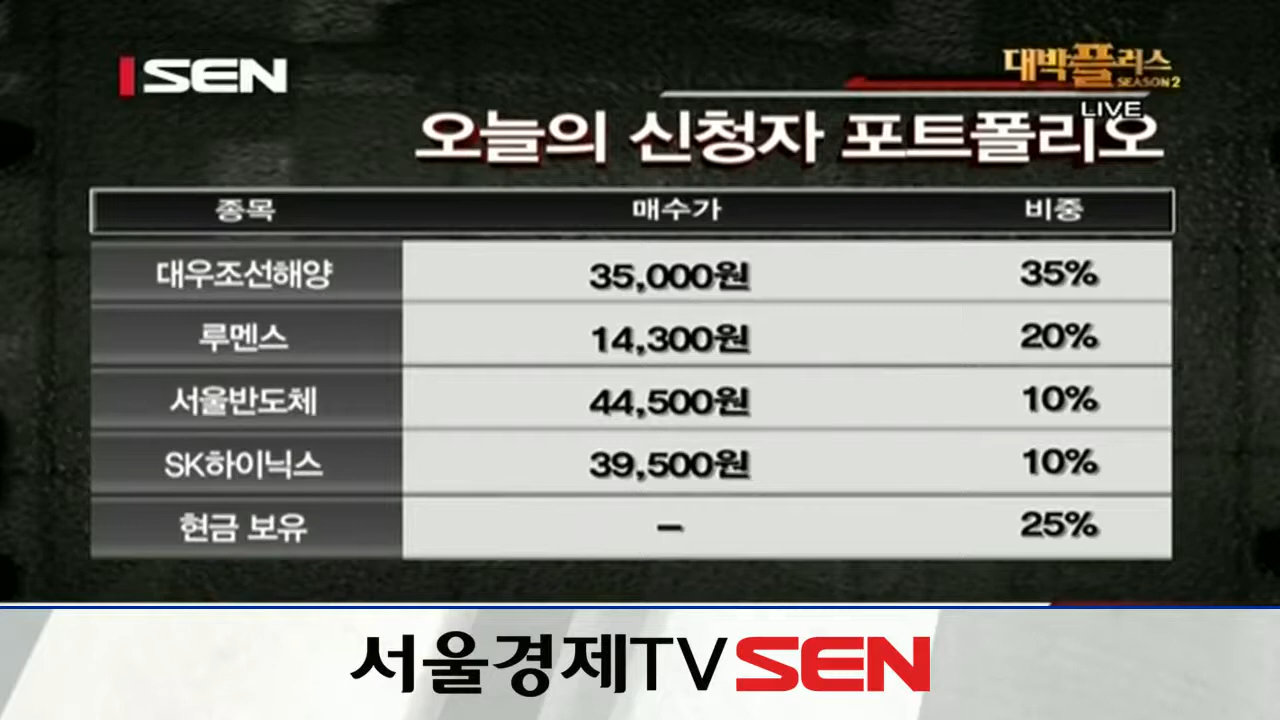 SEN
대박플러스
SEASON 2
LIVE
오늘의 신청자 포트폴리오
종목 매수가 비중
대우조선해양 35,000원 35%
루멘스 14,300원 20%
서울반도체 44,500원 10%
SK하이닉스 39,500원 10%
현금 보유 – 25%
서울경제TV SEN